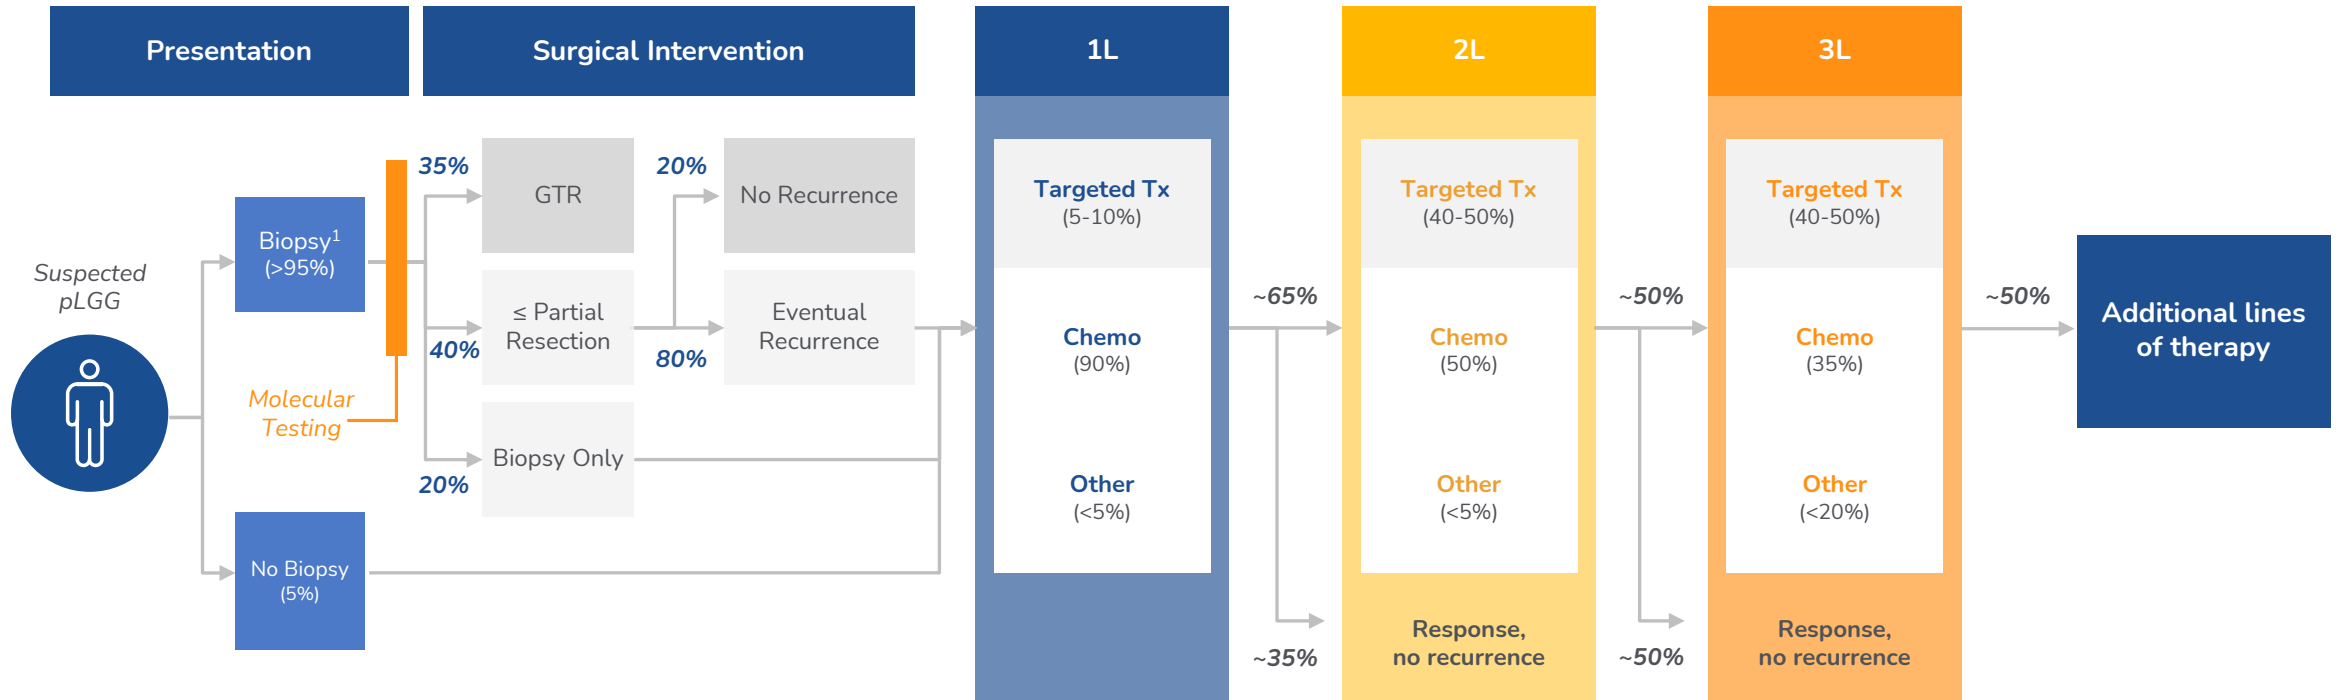 Presentation
Surgical Intervention
1L
2L
3L
Suspected
pLGG
Biopsy1
(>95%)
Molecular
Testing
No Biopsy
(5%)
35%
GTR
40%
≤ Partial
Resection
20%
Biopsy Only
20%
No Recurrence
80%
Eventual
Recurrence
Targeted Tx
(5-10%)
Chemo
(90%)
Other
(<5%)
~65%
~35%
Targeted Tx
(40-50%)
Chemo
(50%)
Other
(<5%)
Response,
no recurrence
~50%
~50%
Targeted Tx
(40-50%)
Chemo
(35%)
Other
(<20%)
Response,
no recurrence
~50%
Additional lines
of therapy